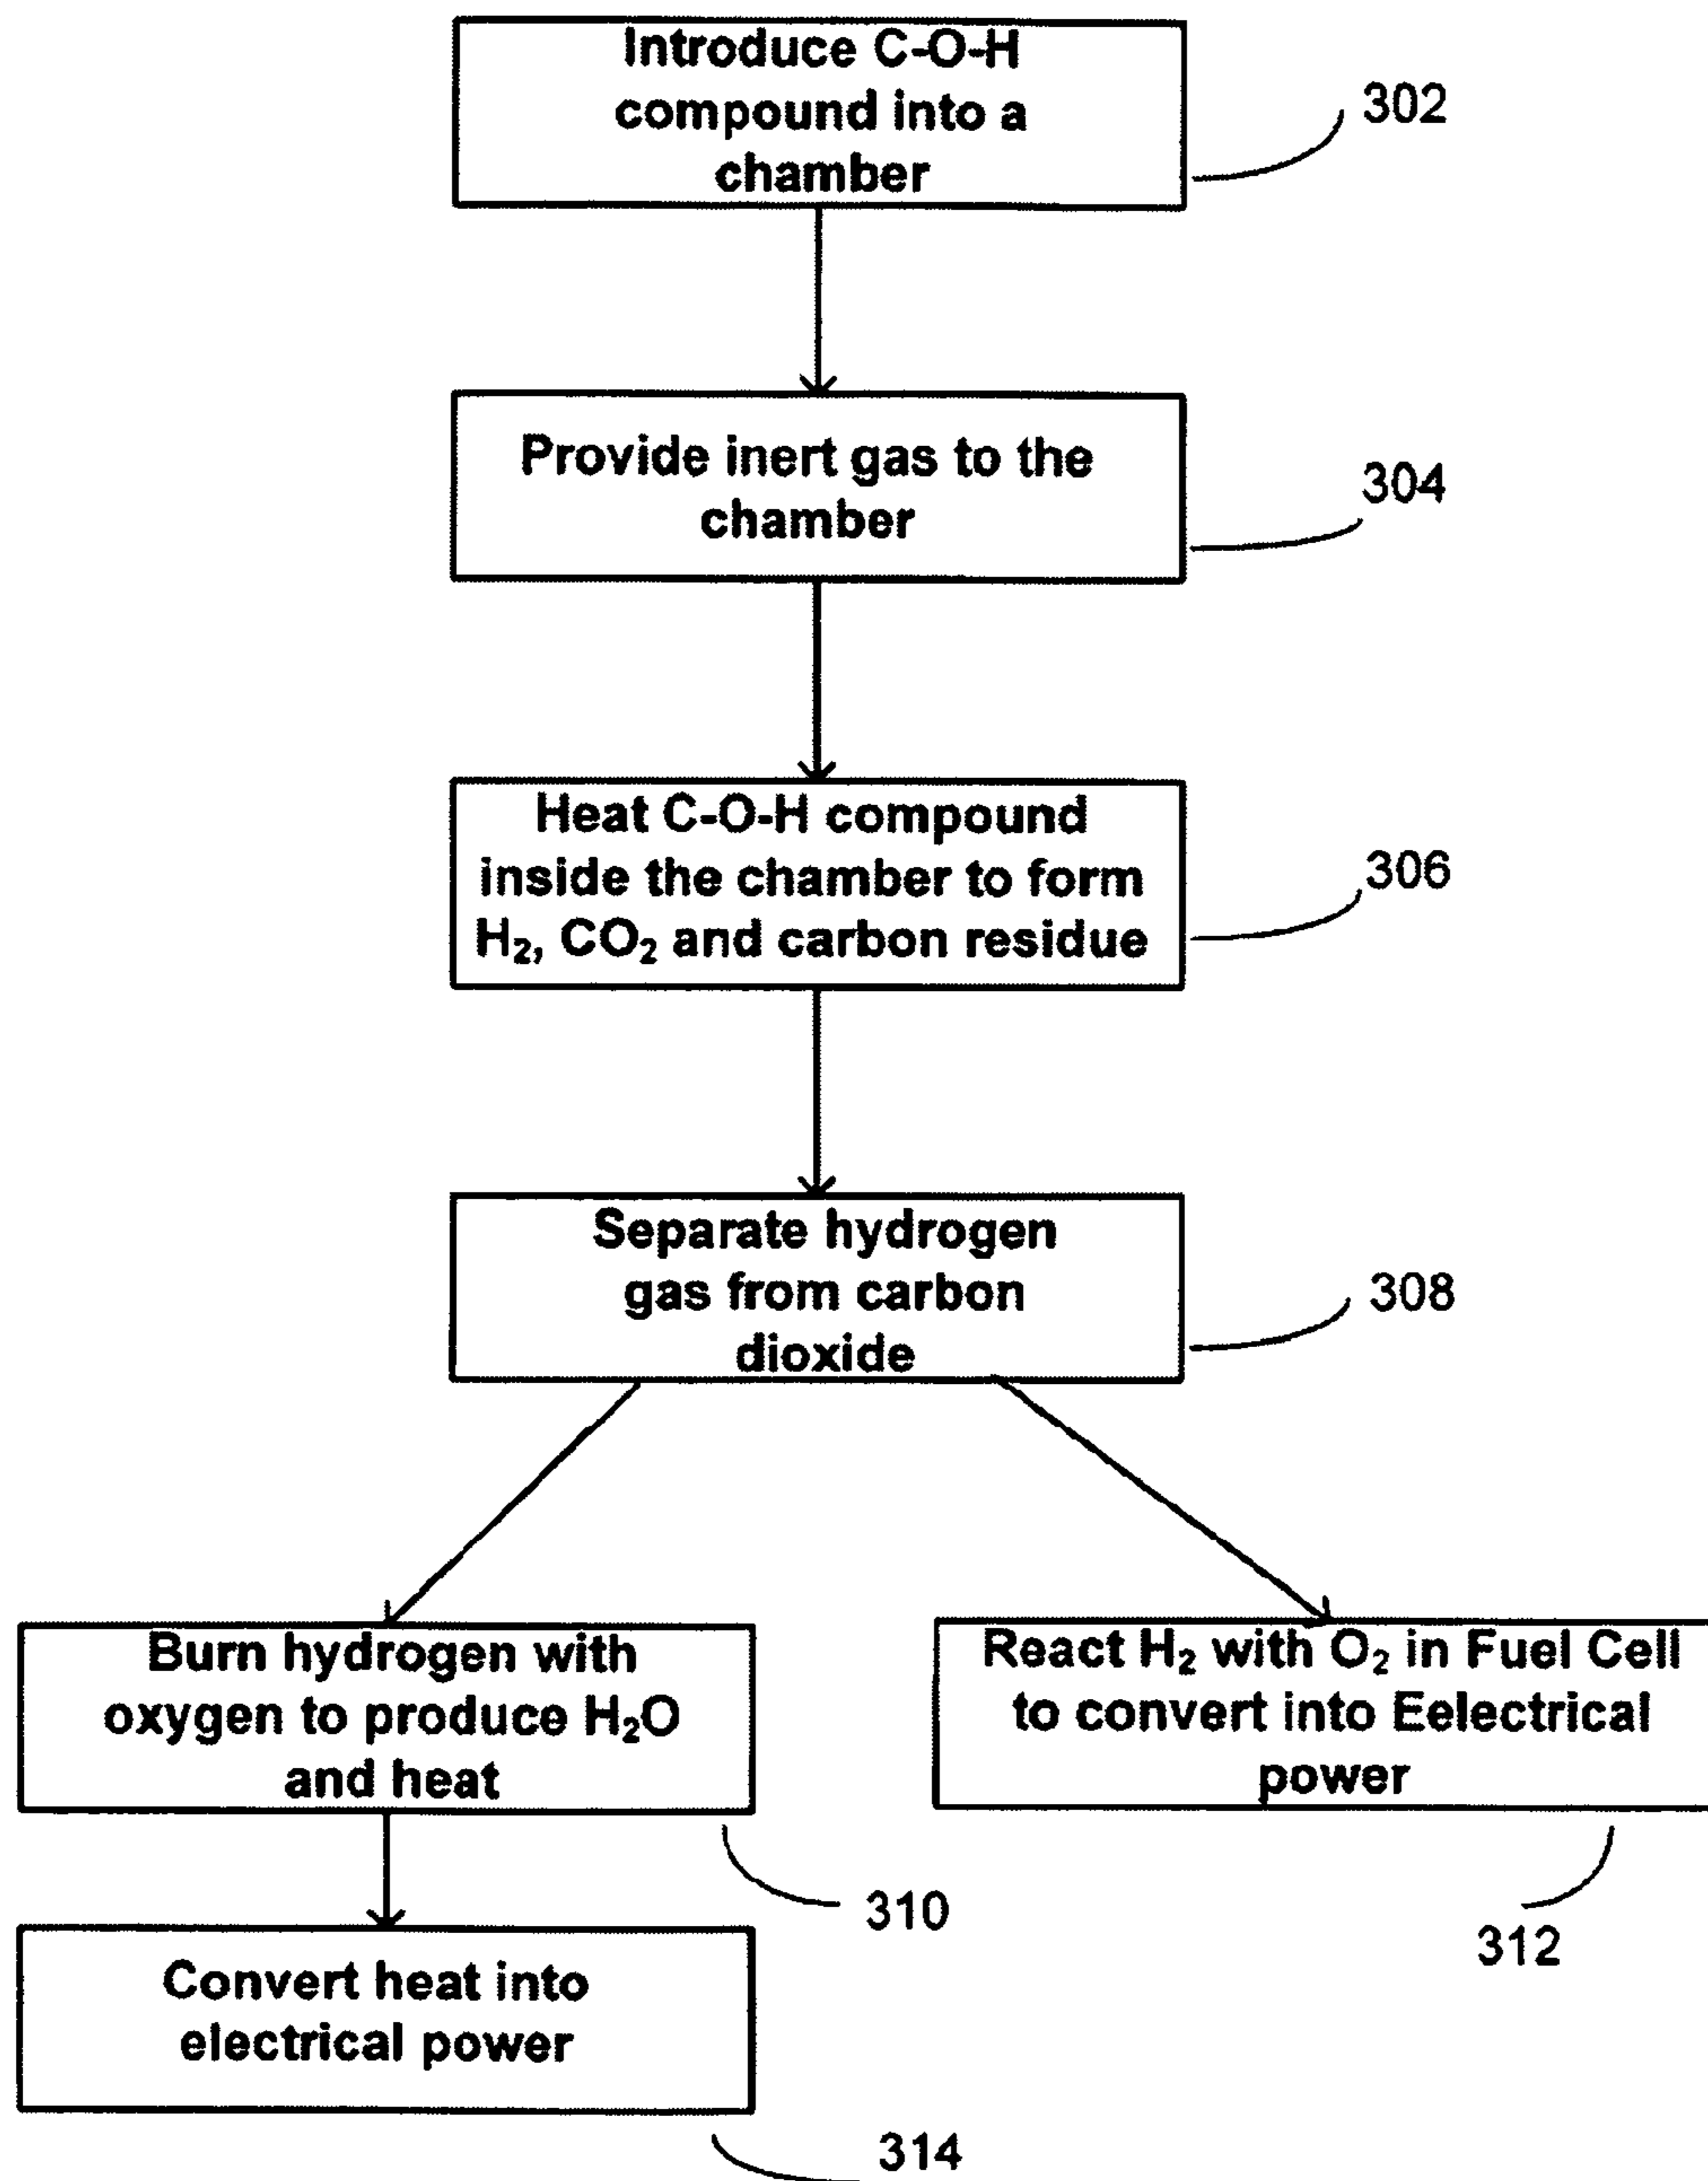 Introduce C-O-H
compound into a
chamber
302
Provide inert gas to the
chamber
304
Heat C-O-H compound
inside the chamber to form
H₂, CO₂ and carbon residue
306
Separate hydrogen
gas from carbon
dioxide
308
Burn hydrogen with
oxygen to produce H₂O
and heat
310
React H₂ with O₂ in Fuel Cell
to convert into Eelectrical
power
312
Convert heat into
electrical power
314